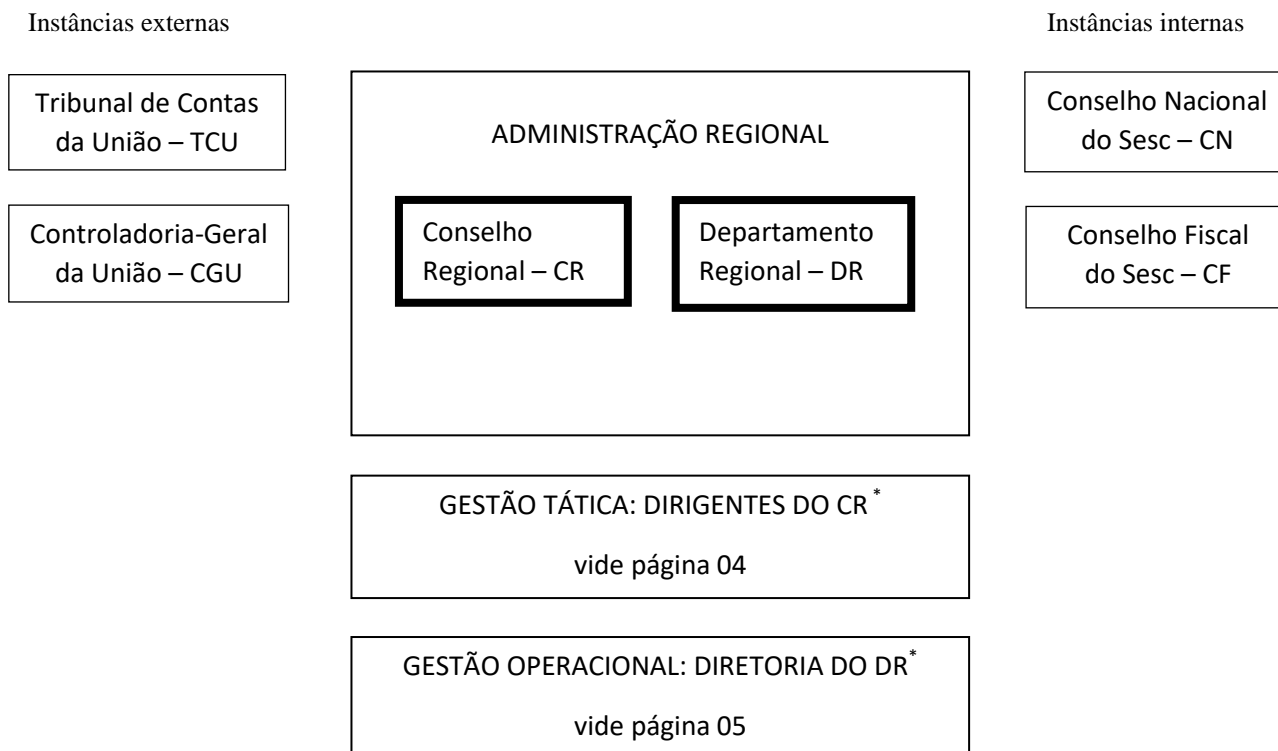 Instâncias externas
Instâncias internas
Tribunal de Contas
da União – TCU
Controladoria-Geral
da União – CGU
ADMINISTRAÇÃO REGIONAL
Conselho
Regional – CR
Departamento
Regional – DR
Conselho Nacional
do Sesc – CN
Conselho Fiscal
do Sesc – CF
GESTÃO TÁTICA: DIRIGENTES DO CR *
vide página 04
GESTÃO OPERACIONAL: DIRETORIA DO DR*
vide página 05